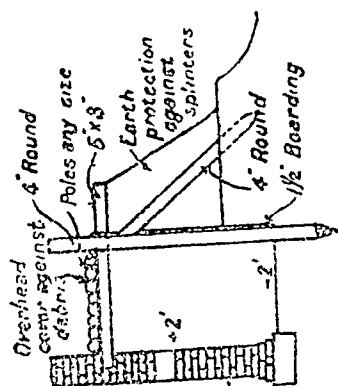 Overhead
cover against
debris
4" Round
Poles any size
6" x 3"
Earth
protection
against
splinters
4" Round
1½" Boarding
+2'
-2'